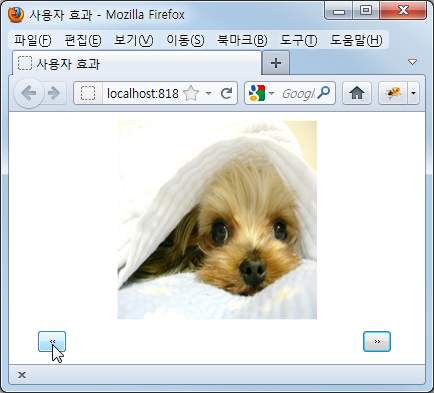 사용자 효과 - Mozilla Firefox
파일(F) 편집(E) 보기(V) 이동(S) 북마크(B) 도구(T) 도움말(H)
사용자 효과
localhost:818 Googl
‹‹ ››